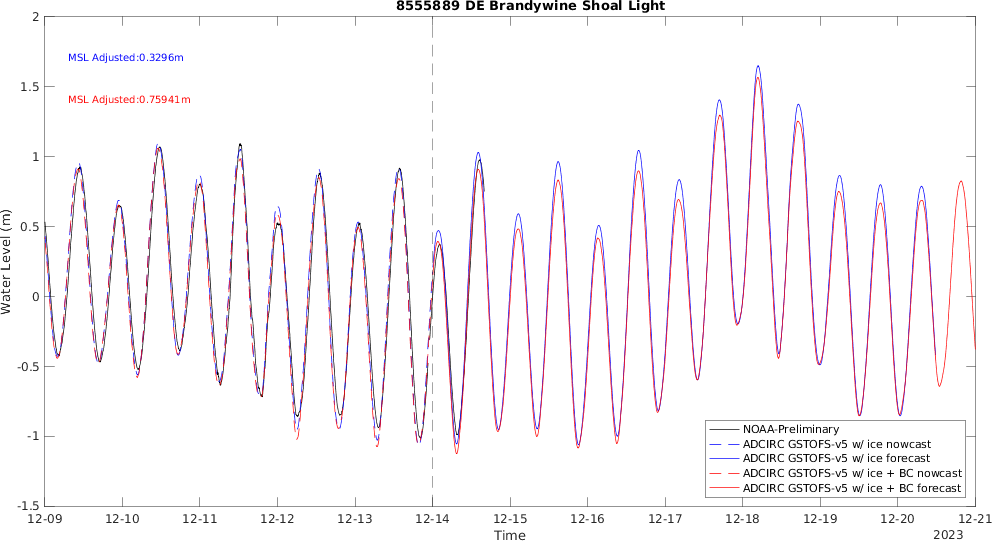 8555889 DE Brandywine Shoal Light
MSL Adjusted:0.3296m
MSL Adjusted:0.75941m
Water Level (m)
2
1.5
1
0.5
0
-0.5
-1
-1.5
NOAA-Preliminary
ADCIRC GSTOFS-v5 w/ ice nowcast
ADCIRC GSTOFS-v5 w/ ice forecast
ADCIRC GSTOFS-v5 w/ ice + BC nowcast
ADCIRC GSTOFS-v5 w/ ice + BC forecast
12-09 12-10 12-11 12-12 12-13 12-14 12-15 12-16 12-17 12-18 12-19 12-20 12-21
Time
2023